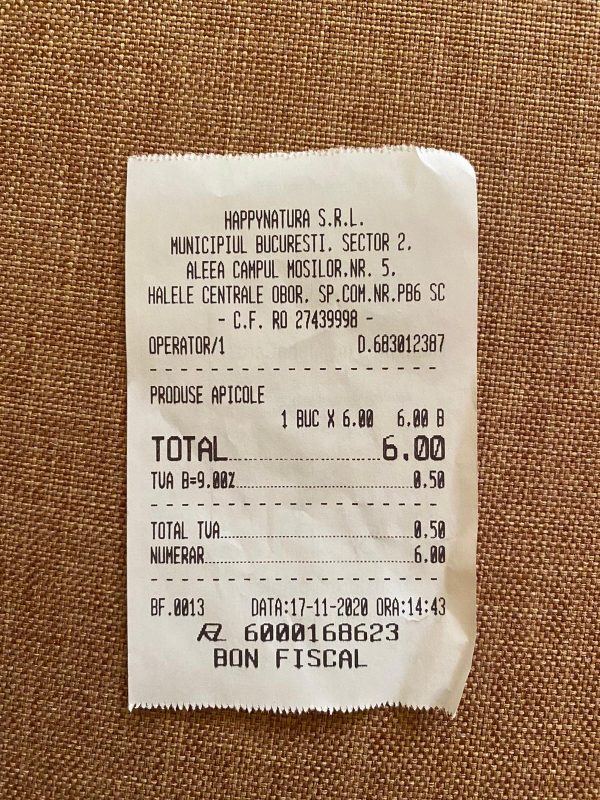 HAPPYNATURA S.R.L.
MUNICIPIUL BUCURESTI. SECTOR 2.
ALEEA CAMPUL MOSILOR.NR. 5.
HALELE CENTRALE OBOR. SP.COM.NR.PB6 SC
- C.F. RO 27439998 -
OPERATOR/1 D.683012387
PRODUSE APICOLE
1 BUC X 6.00 6.00 B
TOTAL 6.00
TVA B=9.00% 0.50
TOTAL TVA 0.50
NUMERAR 6.00
BF.0013 DATA:17-11-2020 ORA:14:43
6000168623
BON FISCAL